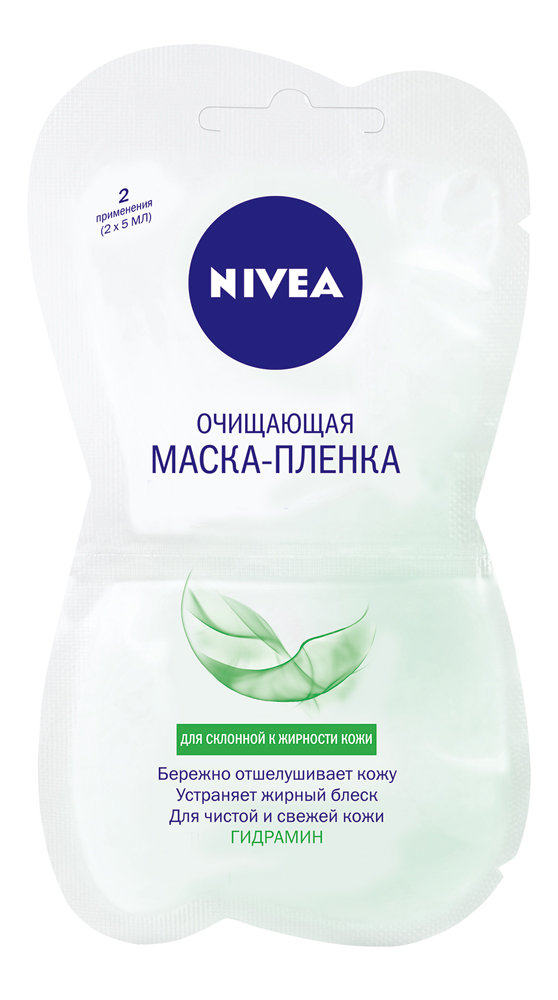 2
применения
(2 х 5 МЛ)
NIVEA
ОЧИЩАЮЩАЯ
МАСКА-ПЛЕНКА
ДЛЯ СКЛОННОЙ К ЖИРНОСТИ КОЖИ
Бережно отшелушивает кожу
Устраняет жирный блеск
Для чистой и свежей кожи
ГИДРАМИН